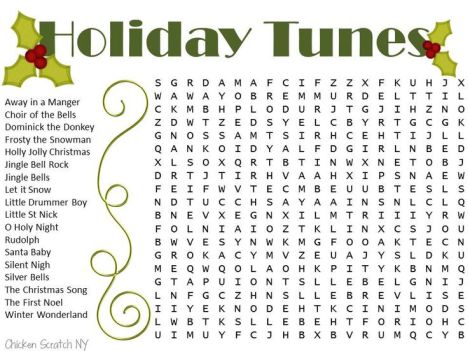 Holiday Tunes
Away in a Manger
Choir of the Bells
Dominick the Donkey
Frosty the Snowman
Holly Jolly Christmas
Jingle Bell Rock
Jingle Bells
Let it Snow
Little Drummer Boy
Little St Nick
O Holy Night
Rudolph
Santa Baby
Silent Nigh
Silver Bells
The Christmas Song
The First Noel
Winter Wonderland
S G R D A M A F C I F Z Z X F K U H J X
W A W A Y O B R E M M U R D E L T T I L
C K M B H P L O D U R J T G J I H Z N O
Z D W T Z E D S Y E L C B Y R T G C G K
G N O S S A M T S I R H C E H T I J L L
Q A N K O I D Y A L F D G I R L N B E D
X L S O X Q R T B T I N W X N E T O B J
D R T J T I R H V A A H X I P S N A E W
F E I F W V T E C M B E U U B T E S L S
N D T U C C H S A Y A A I N S N L C L Q
B N E V X E G N X I L M T R I I I Y R W
F O L N I A I O Z T K L I N X C S J O U
B W V E S Y N W K M G F O O A K T E C N
G R O K A C Y M V Z E U A J Y S L D K U
M E Q W Q O L A O H K P I T Y K B N M Q
G T A P U I O N T S L L E B E L G N I J
L N F G C Z H N S L L E B R E V L I S E
I I Y E K N O D E H T K C I N I M O D S
L W B T K S L L E B E H T F O R I O H C
U I M U Y F C J H B X B V R U M Q C Y B
Chicken Scratch NY